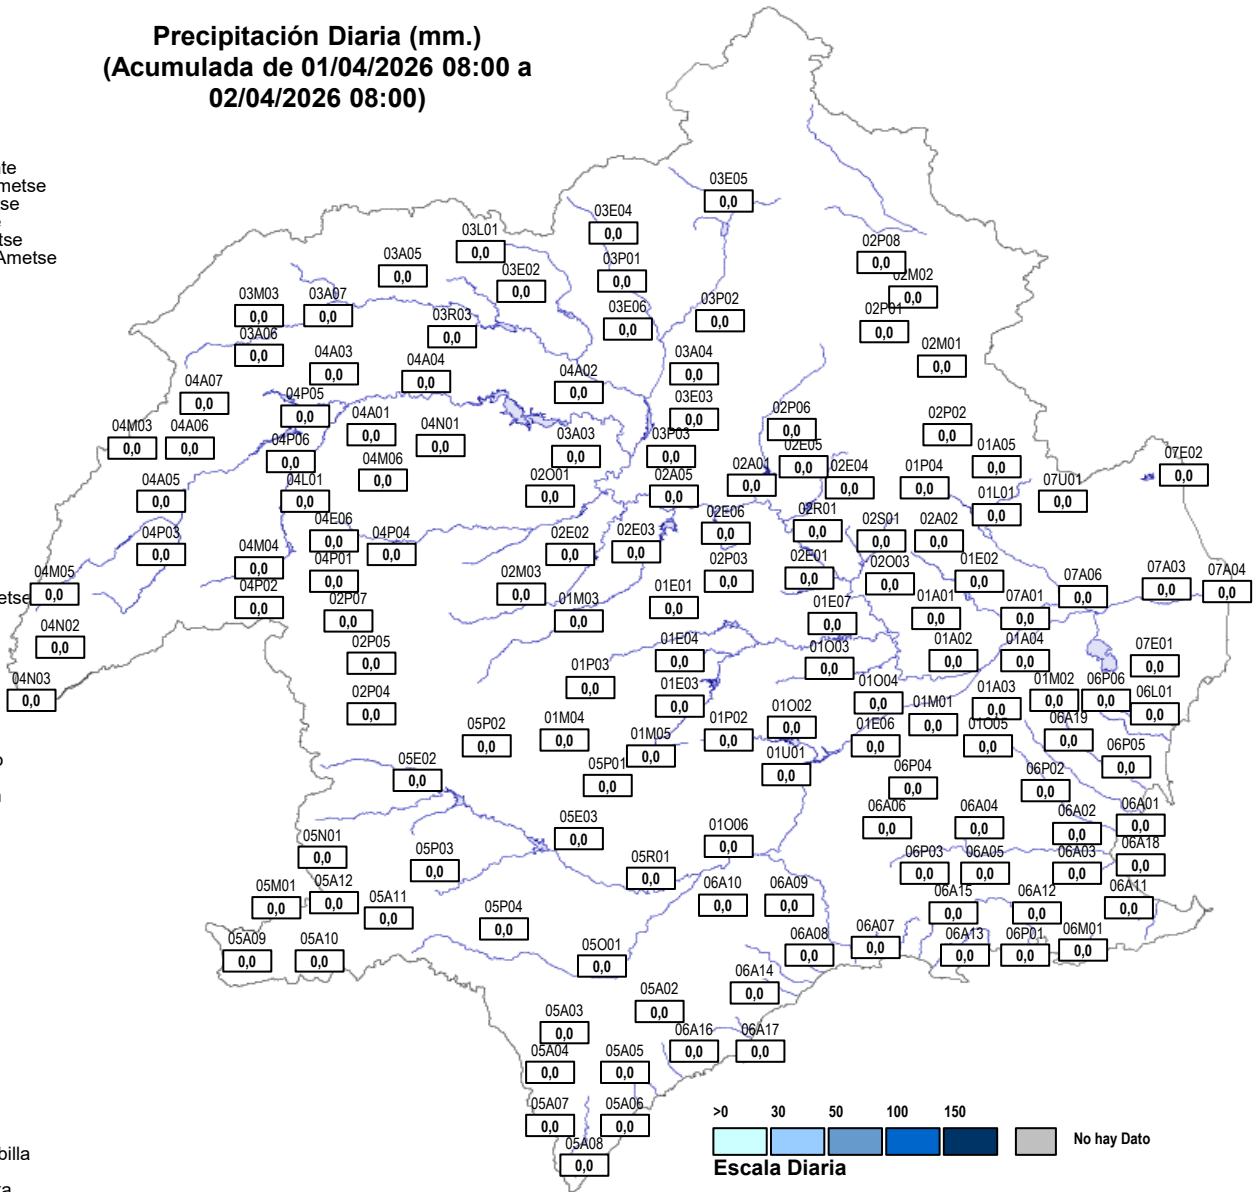 Precipitación Diaria (mm.)
(Acumulada de 01/04/2026 08:00 a
02/04/2026 08:00)
03E05
0,0
03E04
0,0
03L01
0,0
03A05
0,0
03P01
0,0
03E02
0,0
02P08
0,0
02M02
0,0
03M03
0,0
03A07
0,0
03E06
0,0
03P02
0,0
02P01
0,0
03R03
0,0
03A06
0,0
04A03
0,0
04A04
0,0
04A02
0,0
03A04
0,0
02M01
0,0
04A07
0,0
04P05
0,0
03E03
0,0
02P06
0,0
02P02
0,0
04M03
0,0
04A06
0,0
04A01
0,0
04N01
0,0
03A03
0,0
03P03
0,0
04P06
0,0
02E05
0,0
01A05
0,0
07E02
0,0
04M06
0,0
02A01
0,0
02E04
0,0
01P04
0,0
04A05
0,0
04L01
0,0
02O01
0,0
02A05
0,0
07U01
0,0
01L01
0,0
04E06
0,0
02E06
0,0
02R01
0,0
02S01
0,0
02A02
0,0
04P03
0,0
04P04
0,0
02E02
0,0
02E03
0,0
04M04
0,0
04P01
0,0
02P03
0,0
02E01
0,0
02O03
0,0
01E02
0,0
04M05
0,0
04P02
0,0
02M03
0,0
07A06
0,0
07A03
0,0
07A04
0,0
etse
02P07
0,0
01M03
0,0
01E01
0,0
01E07
0,0
01A01
0,0
07A01
0,0
04N02
0,0
02P05
0,0
01E04
0,0
01O03
0,0
01A02
0,0
01A04
0,0
07E01
0,0
04N03
0,0
01P03
0,0
01E03
0,0
01O04
0,0
01A03
0,0
01M02
0,0
06P06
0,0
06L01
0,0
02P04
0,0
05P02
0,0
01M04
0,0
01M05
0,0
01P02
0,0
01O02
0,0
01E06
0,0
01M01
0,0
01O05
0,0
06A19
0,0
05E02
0,0
05P01
0,0
01U01
0,0
06P04
0,0
06P02
0,0
06P05
0,0
05E03
0,0
01O06
0,0
06A06
0,0
06A04
0,0
06A02
0,0
06A01
0,0
05N01
0,0
05P03
0,0
05R01
0,0
06P03
0,0
06A05
0,0
06A03
0,0
06A18
0,0
05M01
0,0
05A12
0,0
05A11
0,0
06A10
0,0
06A09
0,0
06A15
0,0
06A12
0,0
06A11
0,0
05P04
0,0
05A09
0,0
05A10
0,0
05O01
0,0
06A08
0,0
06A07
0,0
06A13
0,0
06P01
0,0
06M01
0,0
05A02
0,0
06A14
0,0
05A03
0,0
06A16
0,0
06A17
0,0
05A04
0,0
05A05
0,0
05A07
0,0
05A06
0,0
05A08
0,0
>0 30 50 100 150
No hay Dato
Escala Diaria